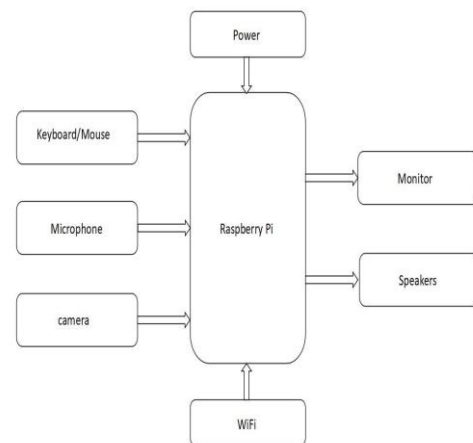 Power
Keyboard/Mouse
Monitor
Microphone
Raspberry Pi
Speakers
camera
WiFi